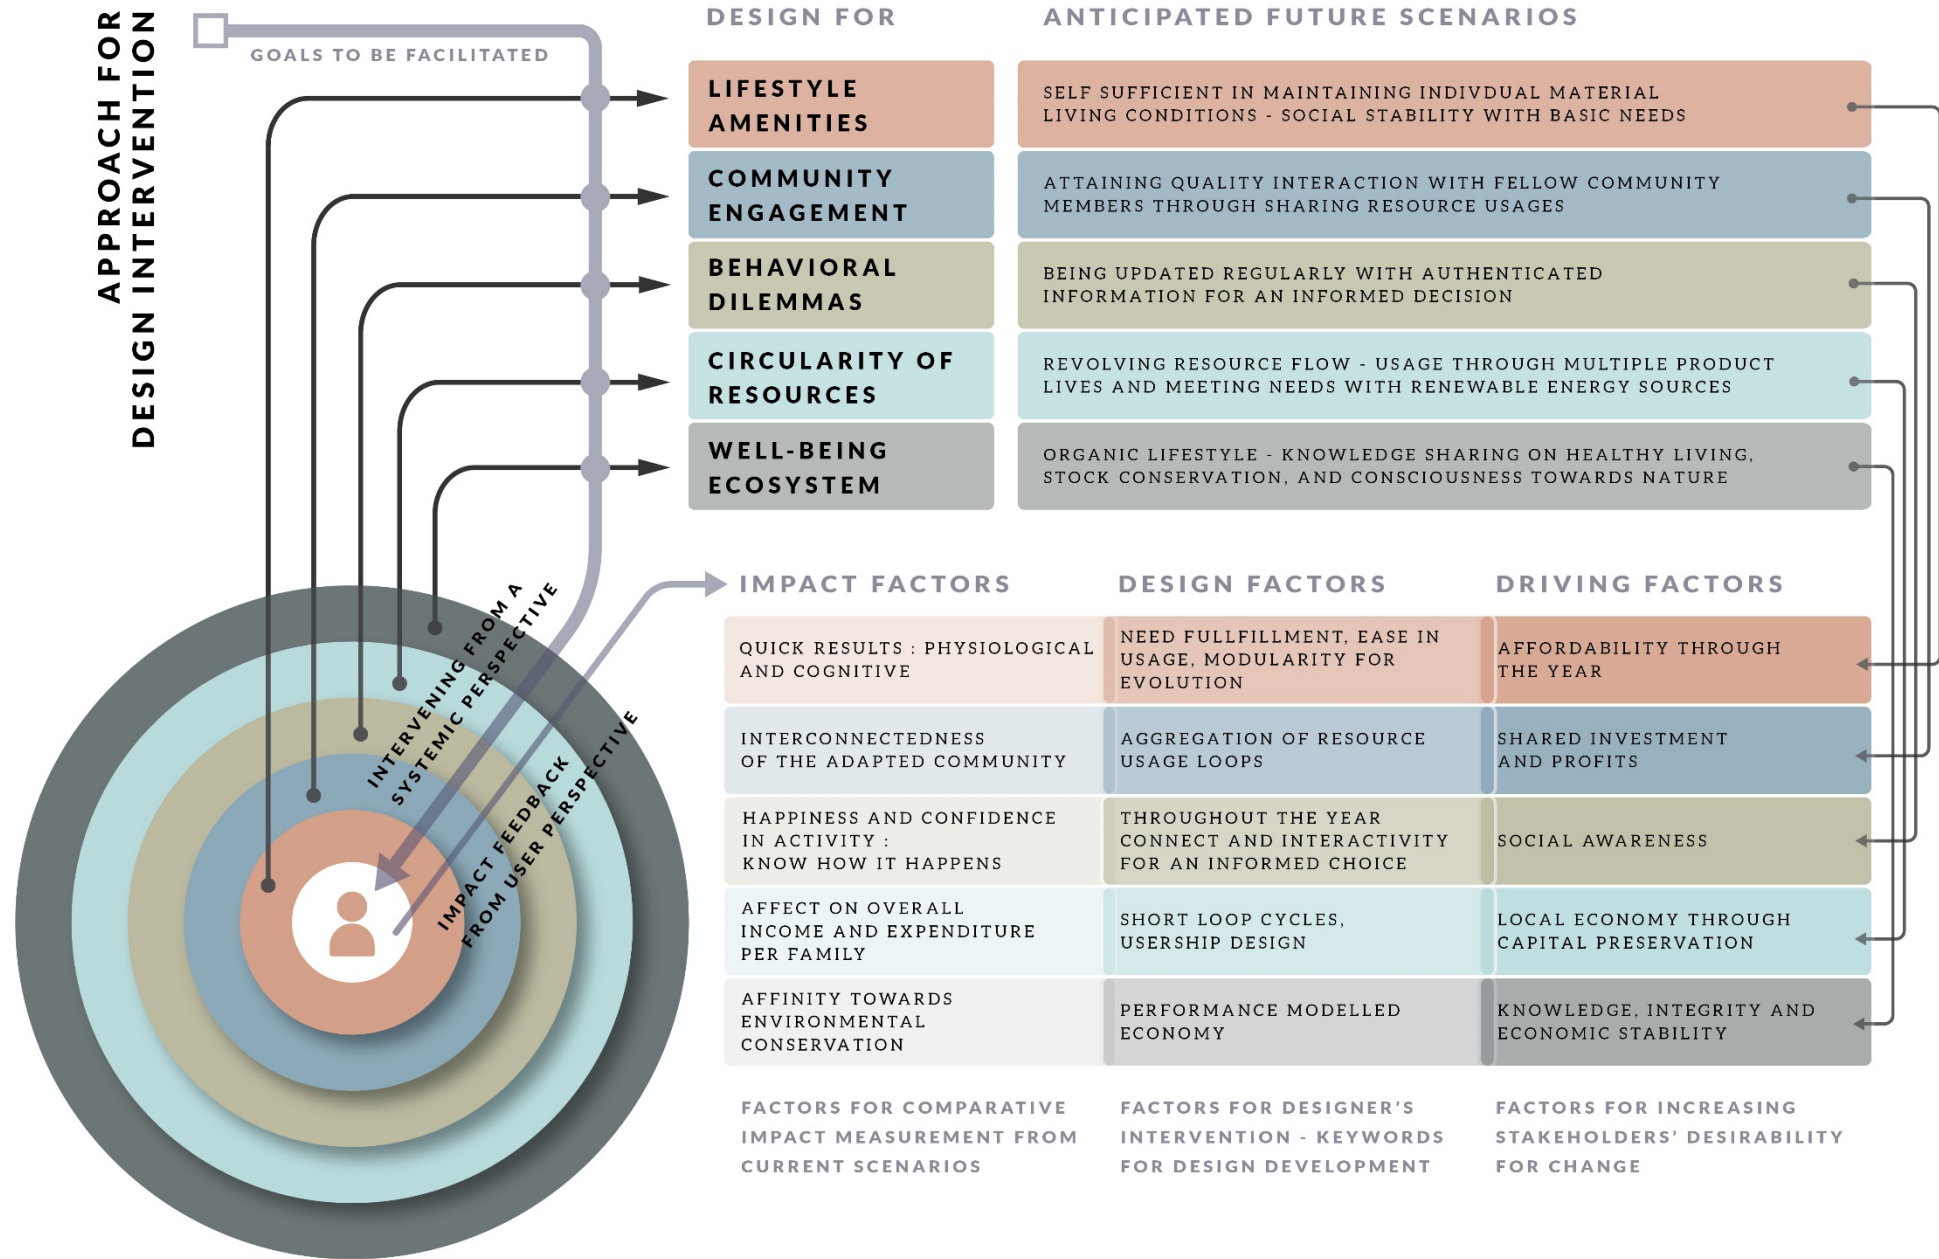 APPROACH FOR
DESIGN INTERVENTION
GOALS TO BE FACILITATED
DESIGN FOR
ANTICIPATED FUTURE SCENARIOS
LIFESTYLE
AMENITIES
SELF SUFFICIENT IN MAINTAINING INDIVDUAL MATERIAL
LIVING CONDITIONS - SOCIAL STABILITY WITH BASIC NEEDS
COMMUNITY
ENGAGEMENT
ATTAINING QUALITY INTERACTION WITH FELLOW COMMUNITY
MEMBERS THROUGH SHARING RESOURCE USAGES
BEHAVIORAL
DILEMMAS
BEING UPDATED REGULARLY WITH AUTHENTICATED
INFORMATION FOR AN INFORMED DECISION
CIRCULARITY OF
RESOURCES
REVOLVING RESOURCE FLOW - USAGE THROUGH MULTIPLE PRODUCT
LIVES AND MEETING NEEDS WITH RENEWABLE ENERGY SOURCES
WELL-BEING
ECOSYSTEM
ORGANIC LIFESTYLE - KNOWLEDGE SHARING ON HEALTHY LIVING,
STOCK CONSERVATION, AND CONSCIOUSNESS TOWARDS NATURE
INTERVENING FROM A
SYSTEMIC PERSPECTIVE
IMPACT FEEDBACK
FROM USER PERSPECTIVE
IMPACT FACTORS
DESIGN FACTORS
DRIVING FACTORS
QUICK RESULTS : PHYSIOLOGICAL
AND COGNITIVE
NEED FULLFILLMENT, EASE IN
USAGE, MODULARITY FOR
EVOLUTION
AFFORDABILITY THROUGH
THE YEAR
INTERCONNECTEDNESS
OF THE ADAPTED COMMUNITY
AGGREGATION OF RESOURCE
USAGE LOOPS
SHARED INVESTMENT
AND PROFITS
HAPPINESS AND CONFIDENCE
IN ACTIVITY :
KNOW HOW IT HAPPENS
THROUGHOUT THE YEAR
CONNECT AND INTERACTIVITY
FOR AN INFORMED CHOICE
SOCIAL AWARENESS
AFFECT ON OVERALL
INCOME AND EXPENDITURE
PER FAMILY
SHORT LOOP CYCLES,
USERSHIP DESIGN
LOCAL ECONOMY THROUGH
CAPITAL PRESERVATION
AFFINITY TOWARDS
ENVIRONMENTAL
CONSERVATION
PERFORMANCE MODELLED
ECONOMY
KNOWLEDGE, INTEGRITY AND
ECONOMIC STABILITY
FACTORS FOR COMPARATIVE
IMPACT MEASUREMENT FROM
CURRENT SCENARIOS
FACTORS FOR DESIGNER'S
INTERVENTION - KEYWORDS
FOR DESIGN DEVELOPMENT
FACTORS FOR INCREASING
STAKEHOLDERS' DESIRABILITY
FOR CHANGE